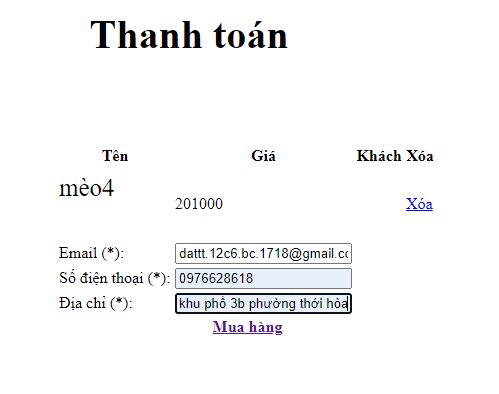 Thanh toán
Tên Giá Khách Xóa
mèo4
201000 Xóa
Email (*): dattt.12c6.bc.1718@gmail.cc
Số điện thoại (*): 0976628618
Địa chỉ (*): khu phố 3b phường thới hòa
Mua hàng